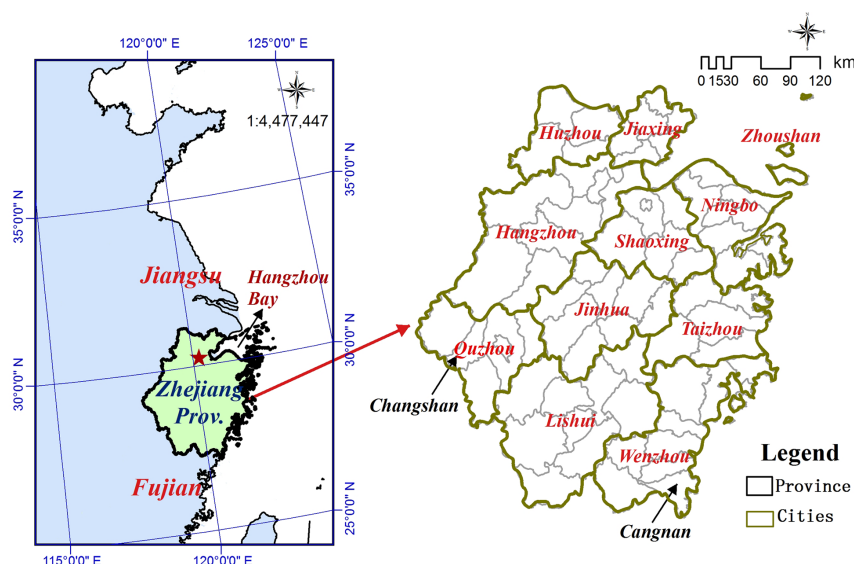 120°0'0" E
125°0'0" E
1:4,477,447
35°0'0" N
35°0'0" N
Jiangsu
Hangzhou
Bay
30°0'0" N
30°0'0" N
Zhejiang
Prov.
Fujian
25°0'0" N
115°0'0" E
120°0'0" E
km
0 1530 60 90 120
Huzhou
Jiaxing
Zhoushan
Ningbo
Hangzhou
Shaoxing
Jinhua
Taizhou
Quzhou
Changshan
Lishui
Wenzhou
Cangnan
Legend
Province
Cities